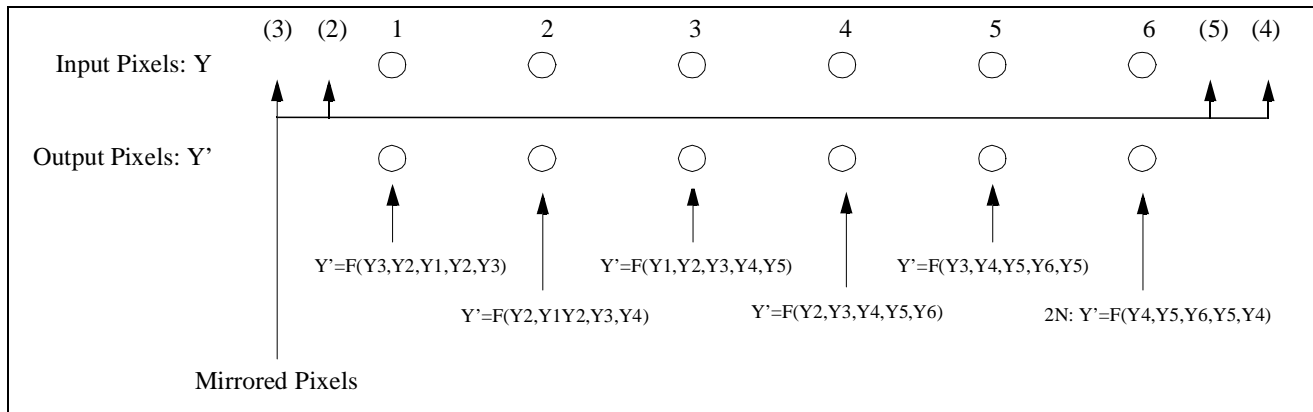 (3) (2) 1 2 3 4 5 6 (5) (4)
Input Pixels: Y
Output Pixels: Y’
Y’=F(Y3,Y2,Y1,Y2,Y3) Y’=F(Y1,Y2,Y3,Y4,Y5) Y’=F(Y3,Y4,Y5,Y6,Y5)
Y’=F(Y2,Y1Y2,Y3,Y4) Y’=F(Y2,Y3,Y4,Y5,Y6) 2N: Y’=F(Y4,Y5,Y6,Y5,Y4)
Mirrored Pixels